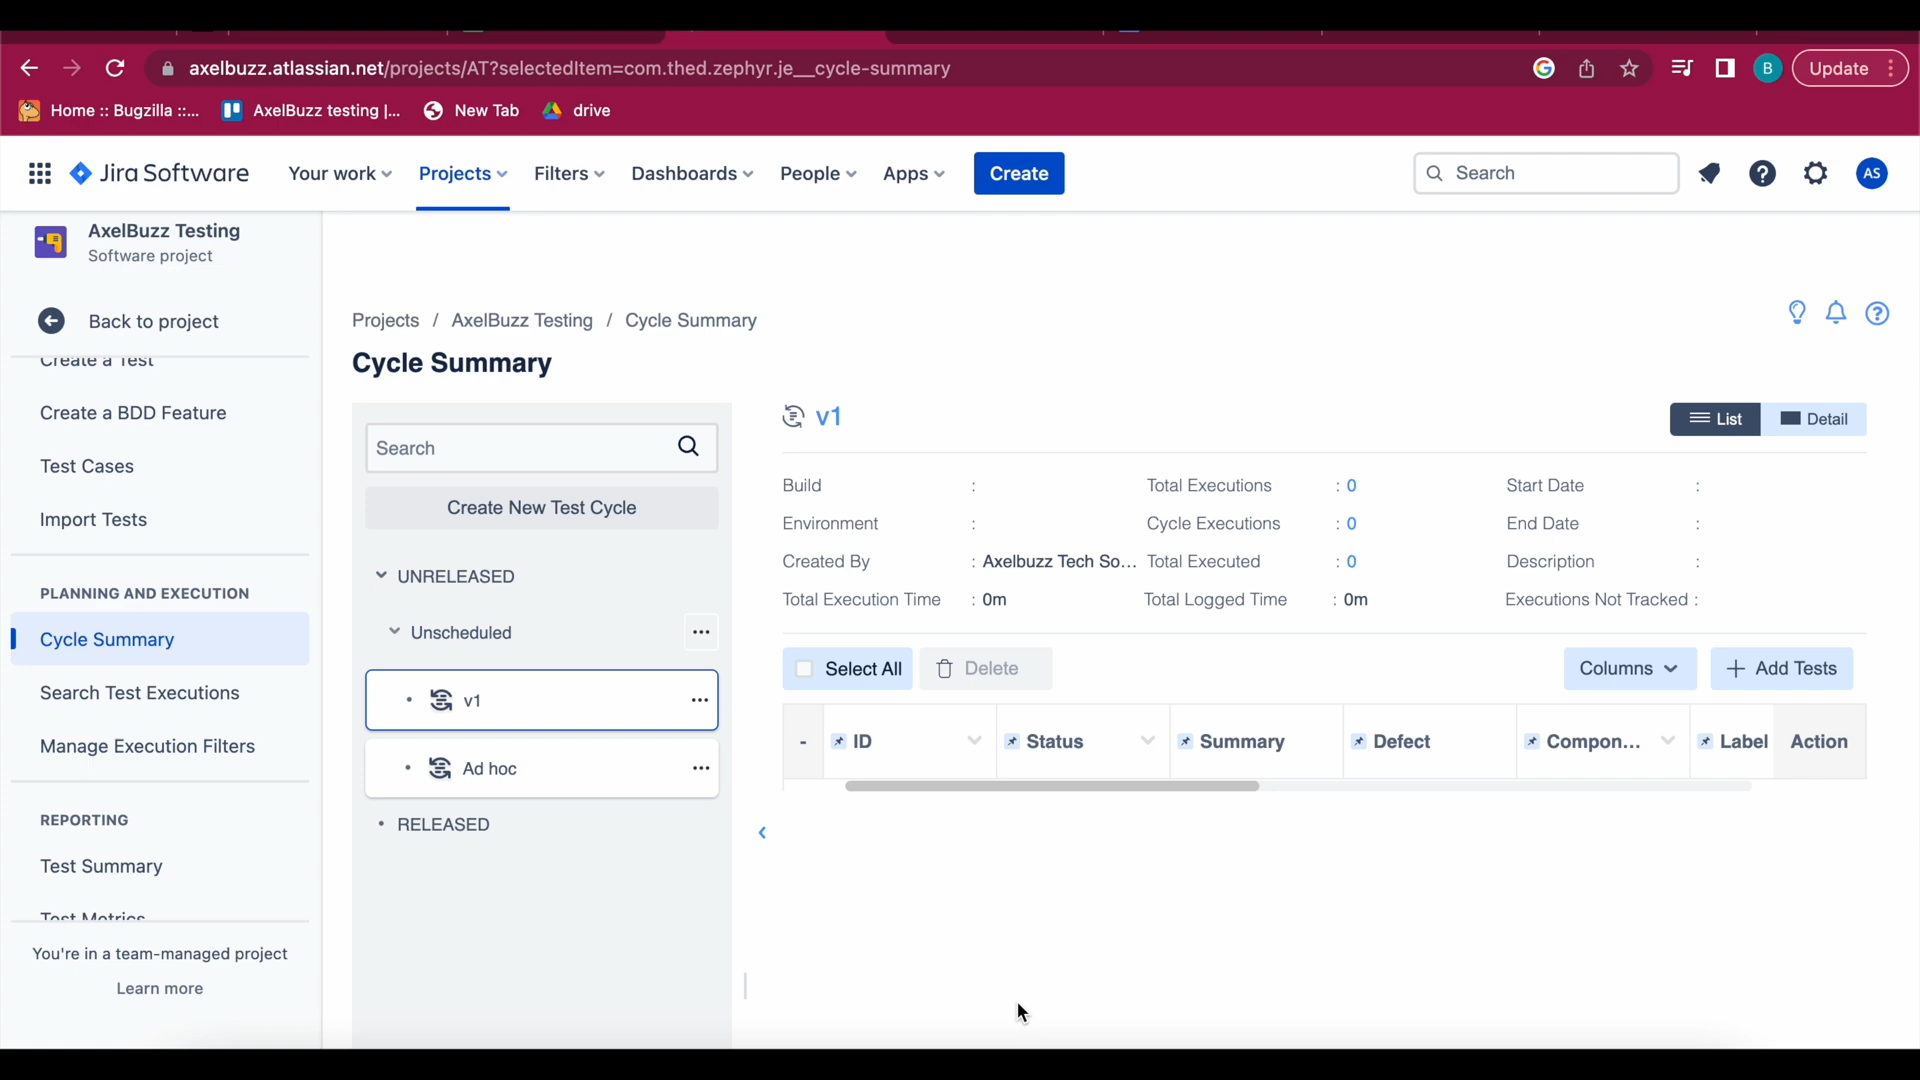 axelbuzz.atlassian.net/projects/AT?selectedItem=com.thed.zephyr.je__cycle-summary
B
Update
Home :: Bugzilla ::...
AxelBuzz testing |...
New Tab
drive
Jira Software
Your work
Projects
Filters
Dashboards
People
Apps
Create
Search
AS
AxelBuzz Testing
Software project
Back to project
Create a Test
Create a BDD Feature
Test Cases
Import Tests
PLANNING AND EXECUTION
Cycle Summary
Search Test Executions
Manage Execution Filters
REPORTING
Test Summary
Test Metrics
You're in a team-managed project
Learn more
Projects / AxelBuzz Testing / Cycle Summary
Cycle Summary
Search
Create New Test Cycle
UNRELEASED
Unscheduled
v1
Ad hoc
RELEASED
v1
List
Detail
Build :
Total Executions : 0
Start Date :
Environment :
Cycle Executions : 0
End Date :
Created By : Axelbuzz Tech So...
Total Executed : 0
Description :
Total Execution Time : 0m
Total Logged Time : 0m
Executions Not Tracked :
Select All
Delete
Columns
+ Add Tests
- ID Status Summary Defect Compon... Label Action